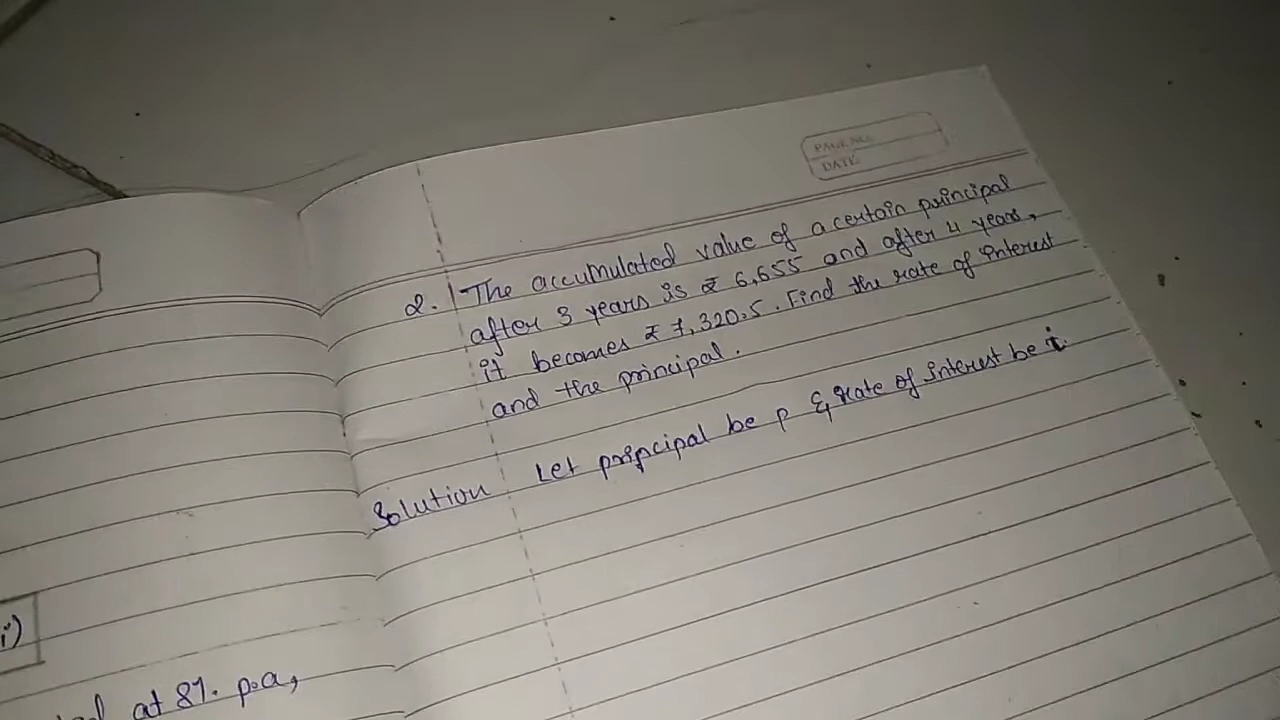 PAGE NO.
DATE:
2. The accumulated value of a certain principal
after 3 years is ₹ 6,655 and after 4 years,
it becomes ₹ 7,320.5. Find the rate of interest
and the principal.
Solution Let principal be p & rate of interest be i.
i)
at 8%. p.a,